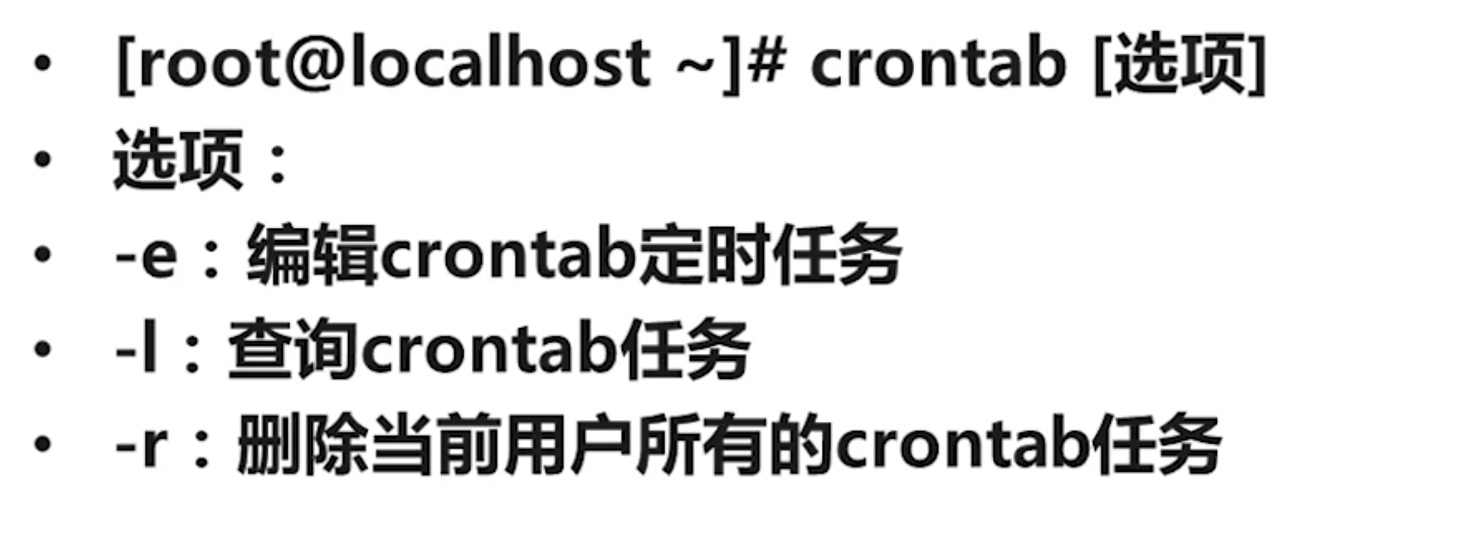 • [root@localhost ~]# crontab [选项]
• 选项：
• -e：编辑crontab定时任务
• -l：查询crontab任务
• -r：删除当前用户所有的crontab任务